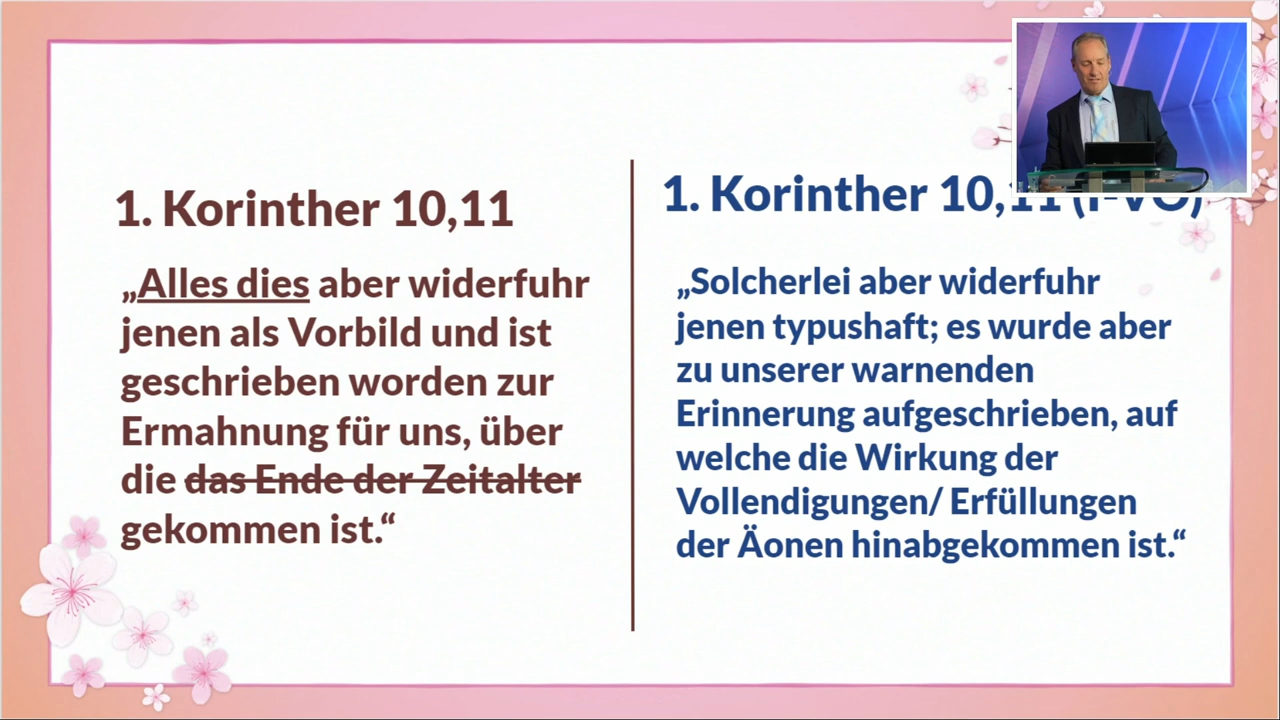 1. Korinther 10,11
„Alles dies aber widerfuhr
jenen als Vorbild und ist
geschrieben worden zur
Ermahnung für uns, über
die das Ende der Zeitalter
gekommen ist.“
1. Korinther 10,11
„Solcherlei aber widerfuhr
jenen typushaft; es wurde aber
zu unserer warnenden
Erinnerung aufgeschrieben, auf
welche die Wirkung der
Vollendigungen/ Erfüllungen
der Äonen hinabgekommen ist.“